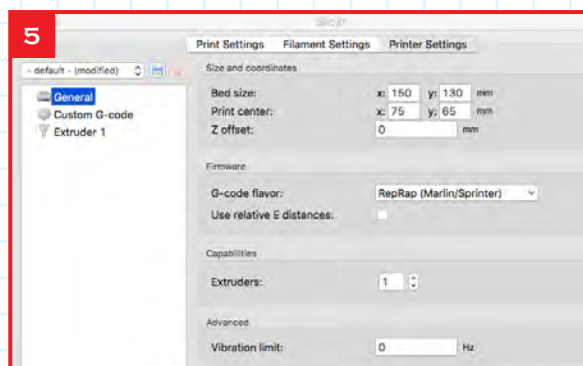 5
Slic3r
Print Settings Filament Settings Printer Settings
- default - (modified)
General
Custom G-code
Extruder 1
Size and coordinates
Bed size: x: 150 y: 130 mm
Print center: x: 75 y: 65 mm
Z offset: 0 mm
Firmware
G-code flavor: RepRap (Marlin/Sprinter)
Use relative E distances:
Capabilities
Extruders: 1
Advanced
Vibration limit: 0 Hz